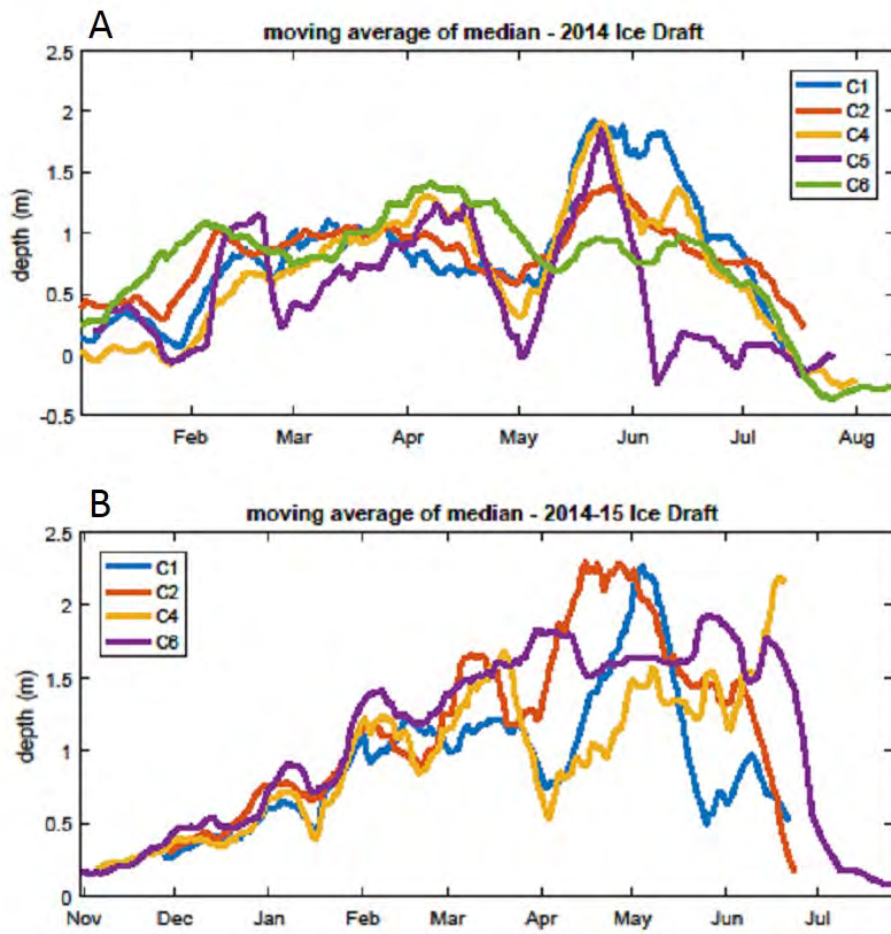 A
moving average of median - 2014 Ice Draft
2.5
2
1.5
1
0.5
0
-0.5
depth (m)
C1
C2
C4
C5
C6
Feb Mar Apr May Jun Jul Aug
B
moving average of median - 2014-15 Ice Draft
2.5
2
1.5
1
0.5
0
depth (m)
C1
C2
C4
C6
Nov Dec Jan Feb Mar Apr May Jun Jul